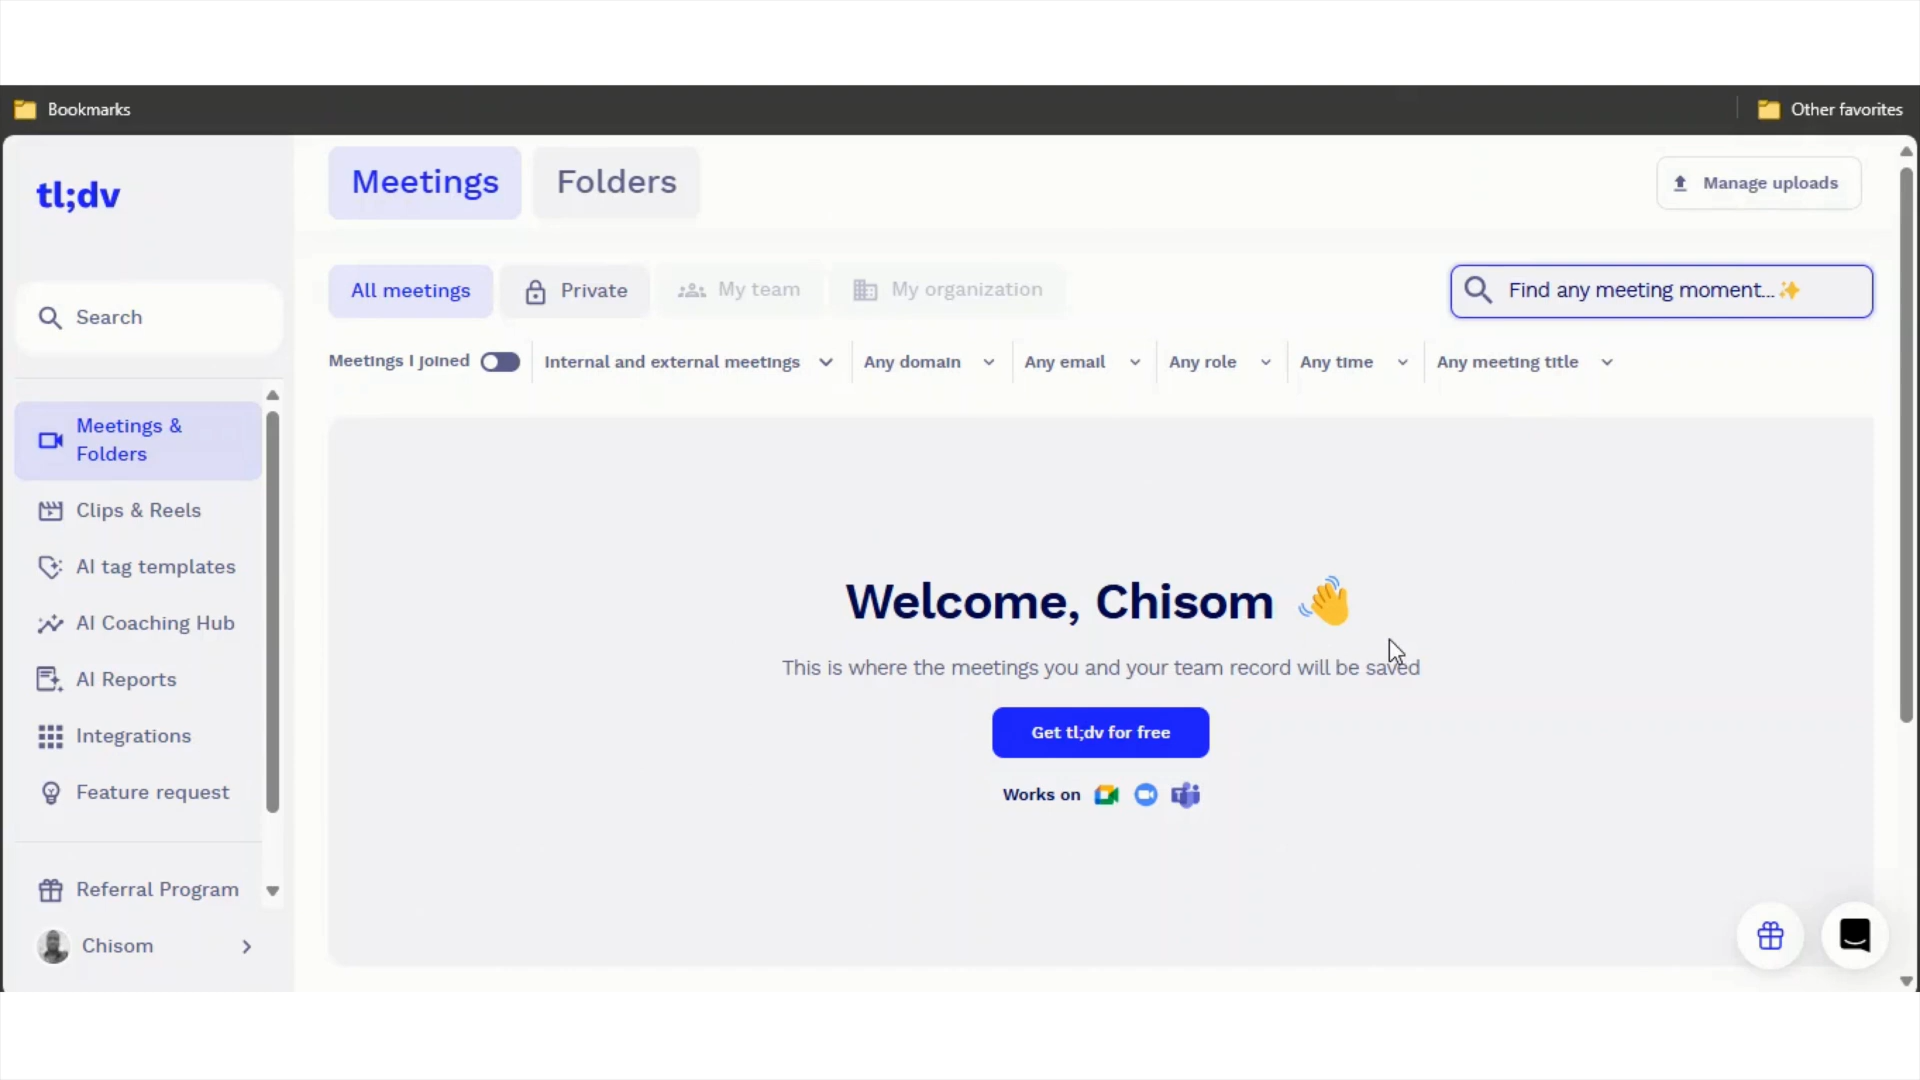 Bookmarks
Other favorites
tl;dv
Meetings
Folders
Manage uploads
Search
All meetings
Private
My team
My organization
Find any meeting moment...✨
Meetings I joined
Internal and external meetings
Any domain
Any email
Any role
Any time
Any meeting title
Meetings &
Folders
Clips & Reels
AI tag templates
AI Coaching Hub
AI Reports
Integrations
Feature request
Referral Program
Chisom
Welcome, Chisom 👋
This is where the meetings you and your team record will be saved
Get tl;dv for free
Works on